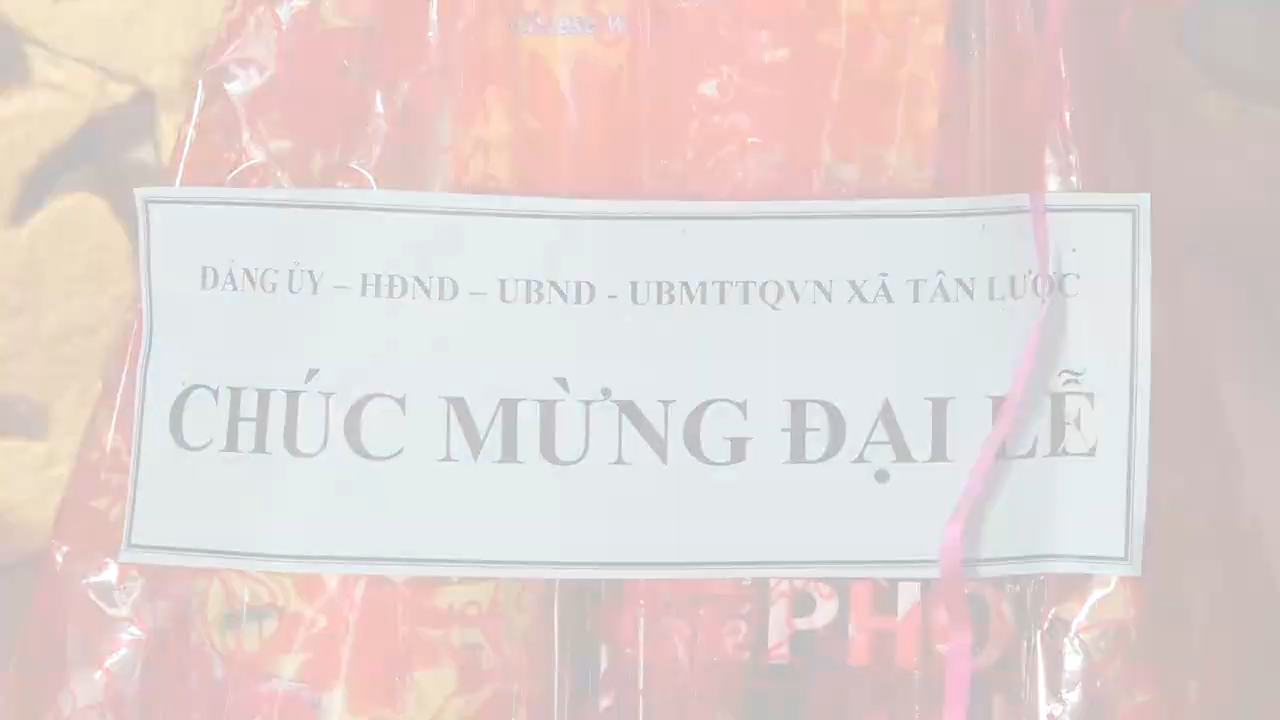 ĐẢNG ỦY – HĐND – UBND - UBMTTQVN XÃ TÂN LƯỢC
CHÚC MỪNG ĐẠI LỄ